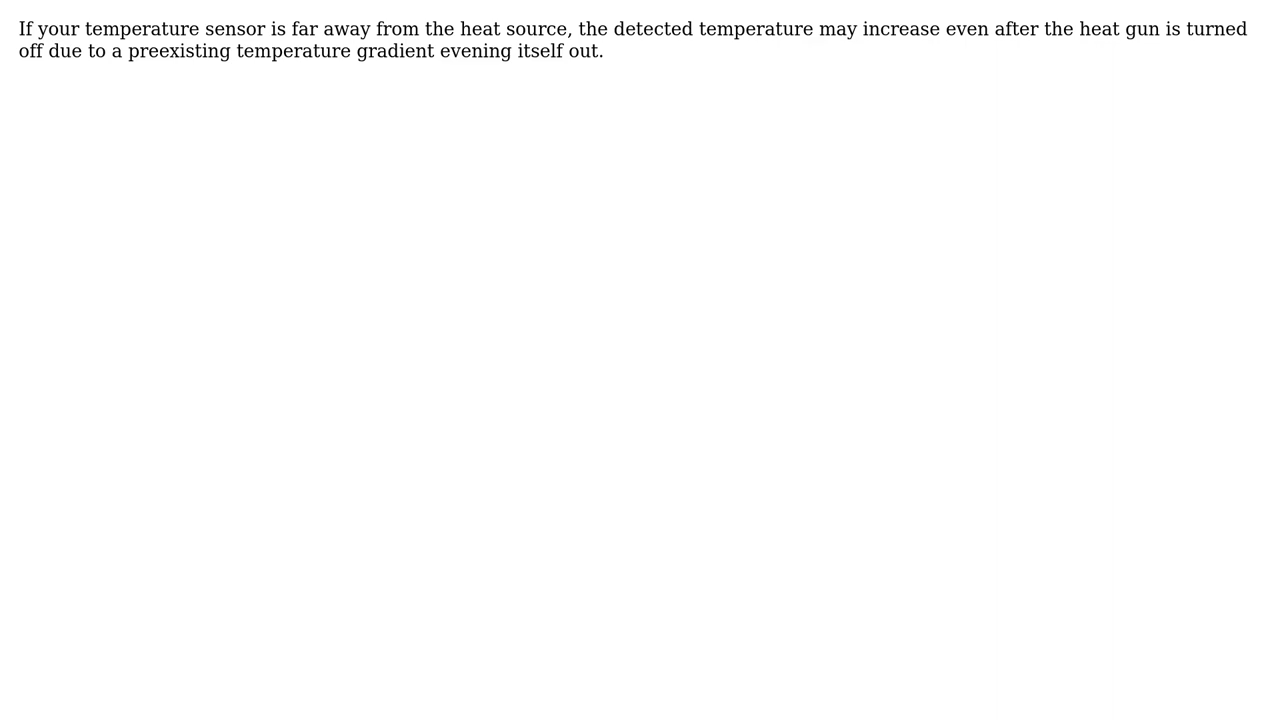 If your temperature sensor is far away from the heat source, the detected temperature may increase even after the heat gun is turned
off due to a preexisting temperature gradient evening itself out.